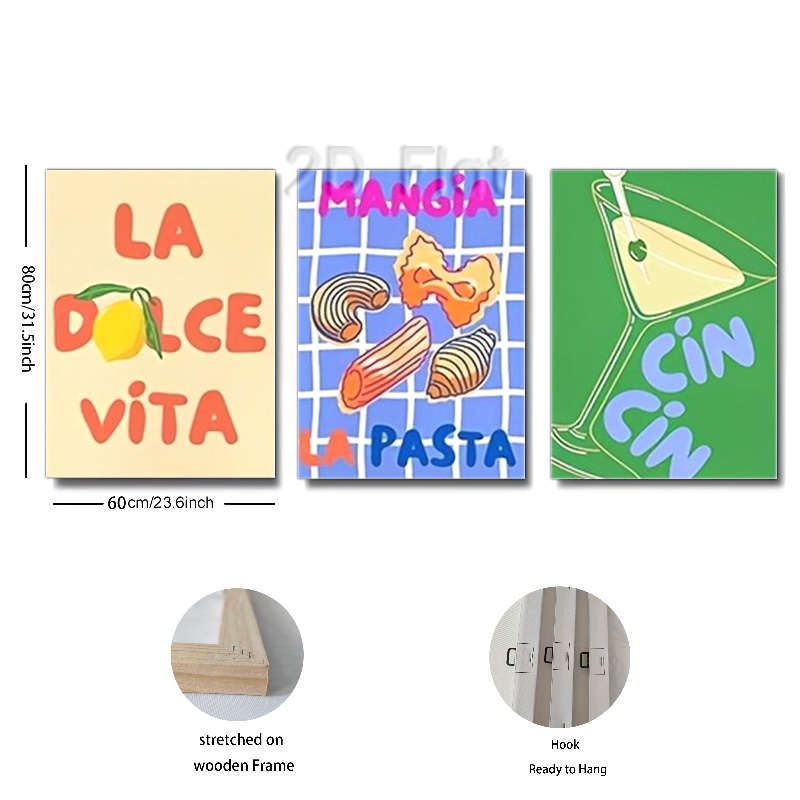 2D Flat
LA
DOLCE
ViTA
MANGiA
LA PASTA
CiN
CiN
80cm/31.5inch
60cm/23.6inch
stretched on
wooden Frame
Hook
Ready to Hang